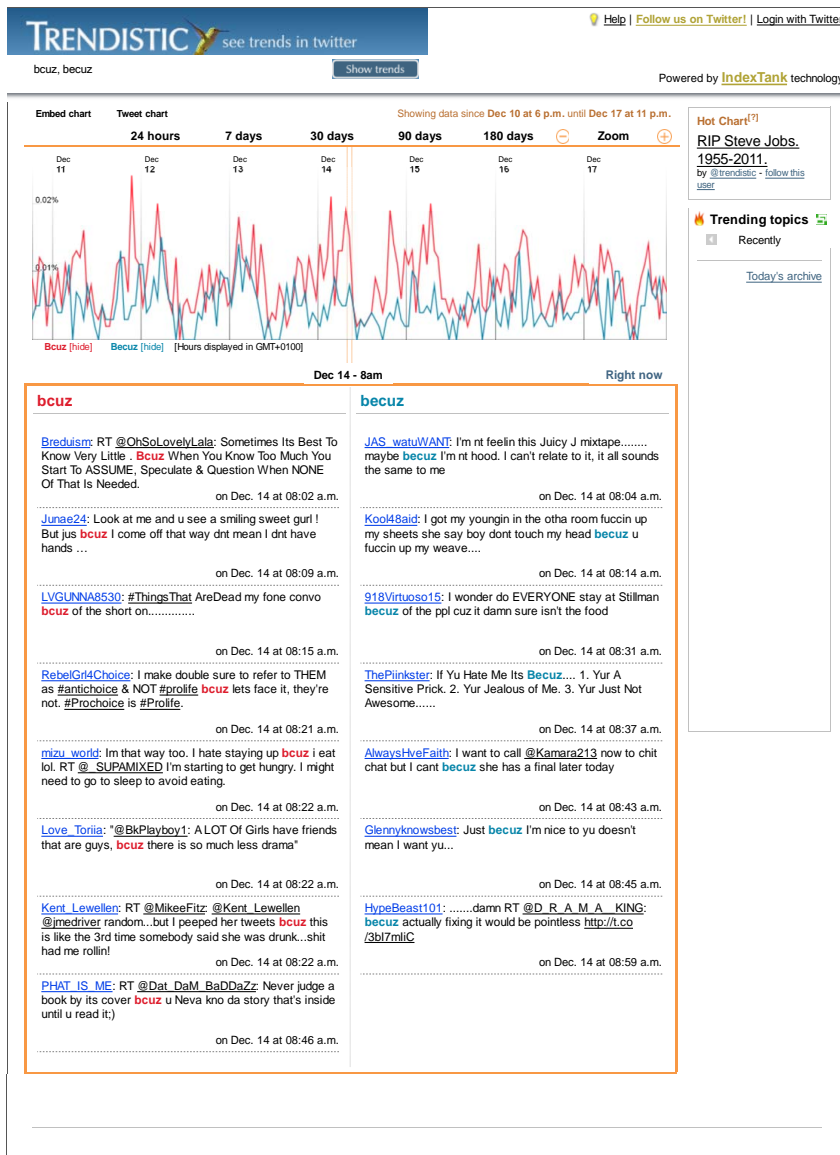 TRENDISTIC see trends in twitter
Help | Follow us on Twitter! | Login with Twitter
bcuz, becuz
Show trends
Powered by IndexTank technology
Embed chart Tweet chart Showing data since Dec 10 at 6 p.m. until Dec 17 at 11 p.m.
24 hours 7 days 30 days 90 days 180 days Zoom
Dec Dec Dec Dec Dec Dec Dec
11 12 13 14 15 16 17
0.02%
0.01%
Bcuz [hide] Becuz [hide] [Hours displayed in GMT+0100]
Dec 14 - 8am Right now
bcuz
Breduism: RT @OhSoLovelyLala: Sometimes Its Best To
Know Very Little . Bcuz When You Know Too Much You
Start To ASSUME, Speculate & Question When NONE
Of That Is Needed.
on Dec. 14 at 08:02 a.m.
Junae24: Look at me and u see a smiling sweet gurl !
But jus bcuz I come off that way dnt mean I dnt have
hands …
on Dec. 14 at 08:09 a.m.
LVGUNNA8530: #ThingsThat AreDead my fone convo
bcuz of the short on..............
on Dec. 14 at 08:15 a.m.
RebelGrl4Choice: I make double sure to refer to THEM
as #antichoice & NOT #prolife bcuz lets face it, they're
not. #Prochoice is #Prolife.
on Dec. 14 at 08:21 a.m.
mizu_world: Im that way too. I hate staying up bcuz i eat
lol. RT @_SUPAMIXED I'm starting to get hungry. I might
need to go to sleep to avoid eating.
on Dec. 14 at 08:22 a.m.
Love_Toriia: "@BkPlayboy1: A LOT Of Girls have friends
that are guys, bcuz there is so much less drama"
on Dec. 14 at 08:22 a.m.
Kent_Lewellen: RT @MikeeFitz: @Kent_Lewellen
@jmedriver random...but I peeped her tweets bcuz this
is like the 3rd time somebody said she was drunk...shit
had me rollin!
on Dec. 14 at 08:22 a.m.
PHAT_IS_ME: RT @Dat_DaM_BaDDaZz: Never judge a
book by its cover bcuz u Neva kno da story that's inside
until u read it;)
on Dec. 14 at 08:46 a.m.
becuz
JAS_watuWANT: I'm nt feelin this Juicy J mixtape........
maybe becuz I'm nt hood. I can't relate to it, it all sounds
the same to me
on Dec. 14 at 08:04 a.m.
Kool48aid: I got my youngin in the otha room fuccin up
my sheets she say boy dont touch my head becuz u
fuccin up my weave....
on Dec. 14 at 08:14 a.m.
918Virtuoso15: I wonder do EVERYONE stay at Stillman
becuz of the ppl cuz it damn sure isn't the food
on Dec. 14 at 08:31 a.m.
ThePiinkster: If Yu Hate Me Its Becuz.... 1. Yur A
Sensitive Prick. 2. Yur Jealous of Me. 3. Yur Just Not
Awesome......
on Dec. 14 at 08:37 a.m.
AlwaysHveFaith: I want to call @Kamara213 now to chit
chat but I cant becuz she has a final later today
on Dec. 14 at 08:43 a.m.
Glennyknowsbest: Just becuz I'm nice to yu doesn't
mean I want yu...
on Dec. 14 at 08:45 a.m.
HypeBeast101: .......damn RT @D_R_A_M_A__KING:
becuz actually fixing it would be pointless http://t.co
/3bl7mliC
on Dec. 14 at 08:59 a.m.
Hot Chart[?]
RIP Steve Jobs.
1955-2011.
by @trendistic - follow this
user
Trending topics
Recently
Today's archive